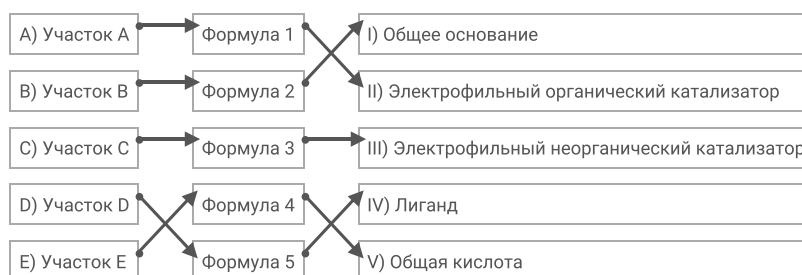 A) Участок A Формула 1 I) Общее основание
B) Участок B Формула 2 II) Электрофильный органический катализатор
C) Участок C Формула 3 III) Электрофильный неорганический катализатор
D) Участок D Формула 4 IV) Лиганд
E) Участок E Формула 5 V) Общая кислота